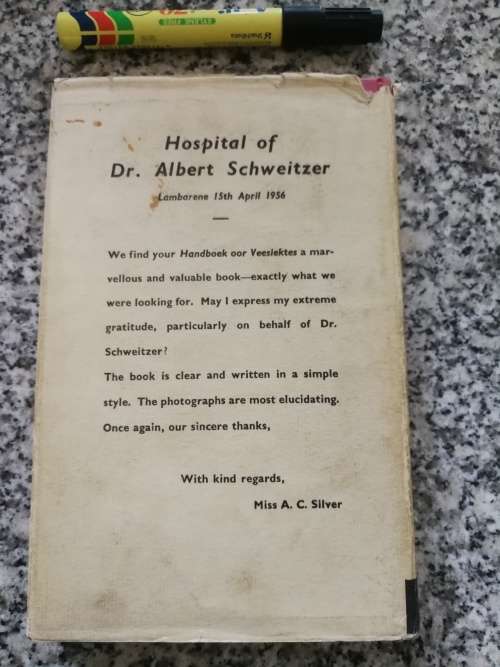 Hospital of
Dr. Albert Schweitzer
Lambarene 15th April 1956
We find your Handboek oor Veesiektes a mar-
vellous and valuable book—exactly what we
were looking for. May I express my extreme
gratitude, particularly on behalf of Dr.
Schweitzer?
The book is clear and written in a simple
style. The photographs are most elucidating.
Once again, our sincere thanks,
With kind regards,
Miss A. C. Silver